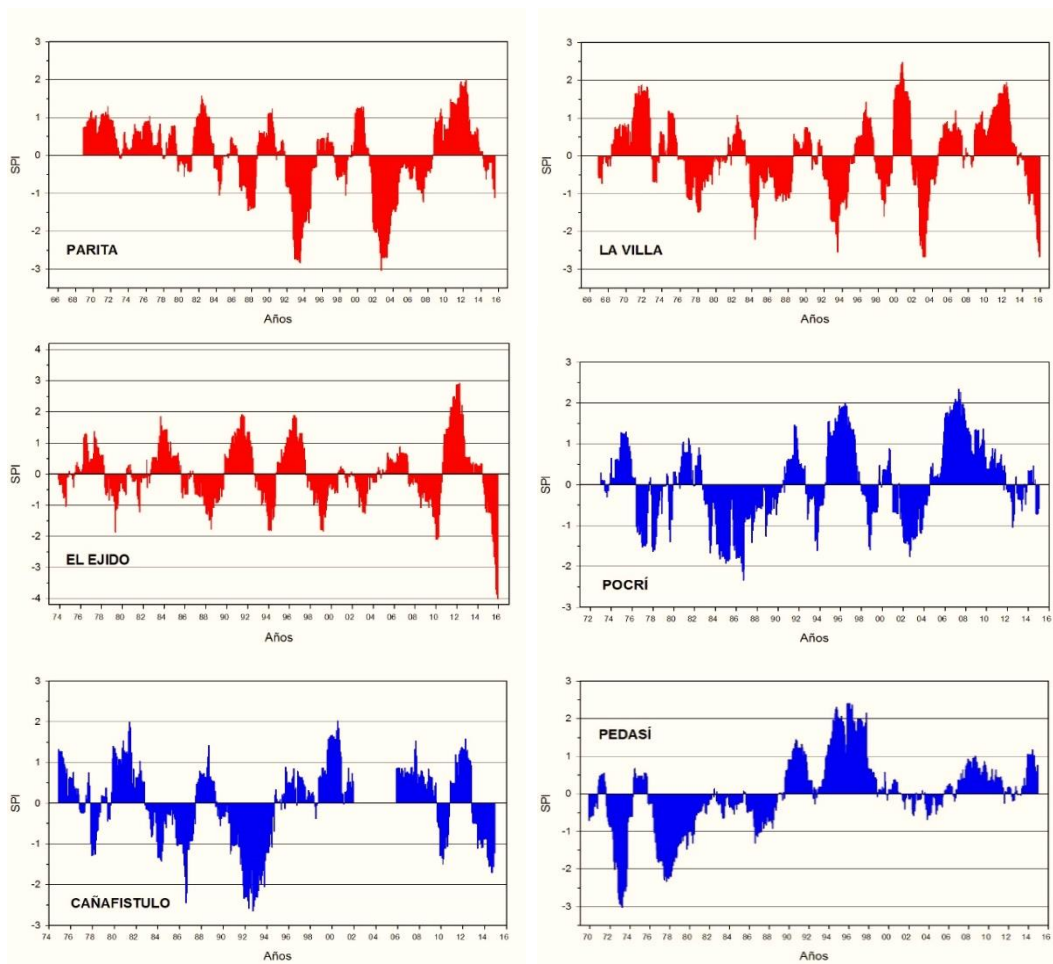 3
2
1
0
-1
-2
-3
SPI
PARITA
66 68 70 72 74 76 78 80 82 84 86 88 90 92 94 96 98 00 02 04 06 08 10 12 14 16
Años
3
2
1
0
-1
-2
-3
SPI
LA VILLA
66 68 70 72 74 76 78 80 82 84 86 88 90 92 94 96 98 00 02 04 06 08 10 12 14 16
Años
4
3
2
1
0
-1
-2
-3
-4
SPI
EL EJIDO
74 76 78 80 82 84 86 88 90 92 94 96 98 00 02 04 06 08 10 12 14 16
Años
3
2
1
0
-1
-2
-3
SPI
POCRÍ
72 74 76 78 80 82 84 86 88 90 92 94 96 98 00 02 04 06 08 10 12 14 16
Años
3
2
1
0
-1
-2
-3
SPI
CAÑAFISTULO
74 76 78 80 82 84 86 88 90 92 94 96 98 00 02 04 06 08 10 12 14 16
Años
3
2
1
0
-1
-2
-3
SPI
PEDASÍ
70 72 74 76 78 80 82 84 86 88 90 92 94 96 98 00 02 04 06 08 10 12 14 16
Años